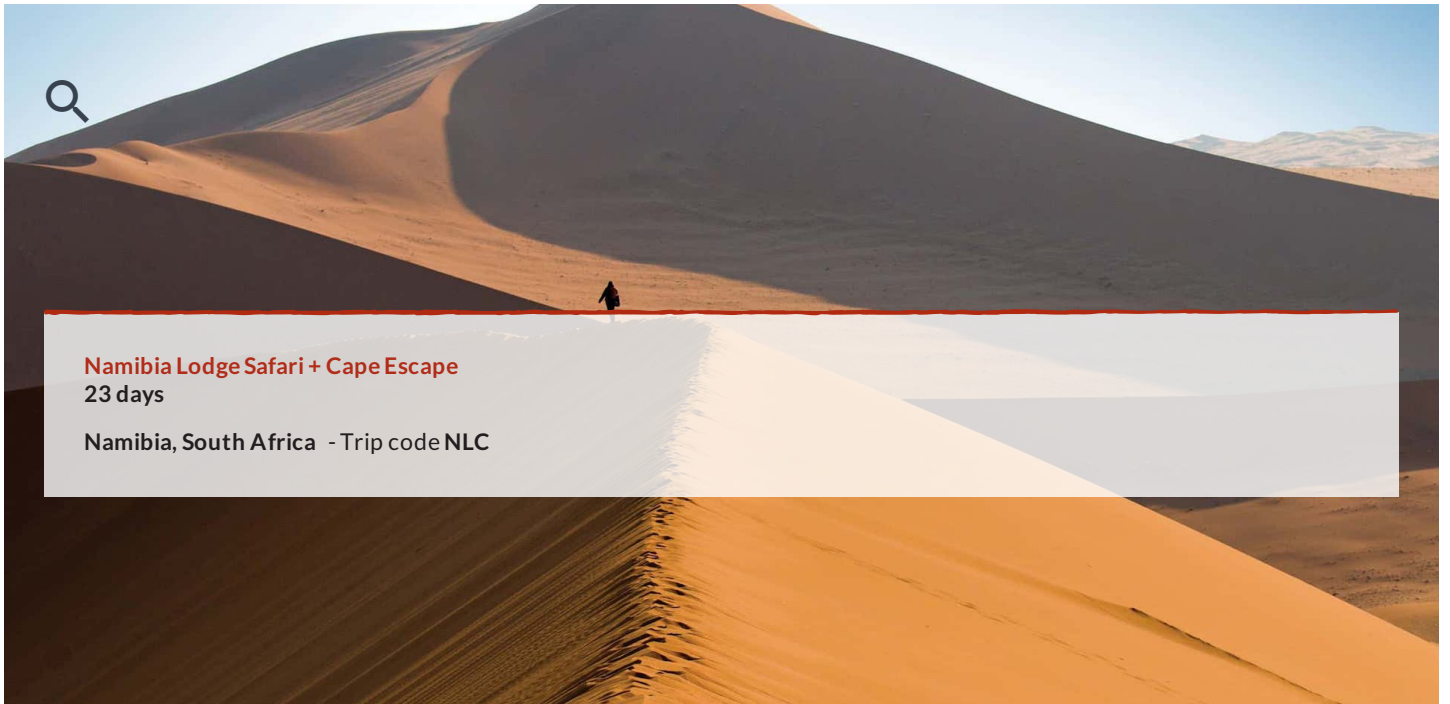 Namibia Lodge Safari + Cape Escape
23 days
Namibia, South Africa - Trip code NLC